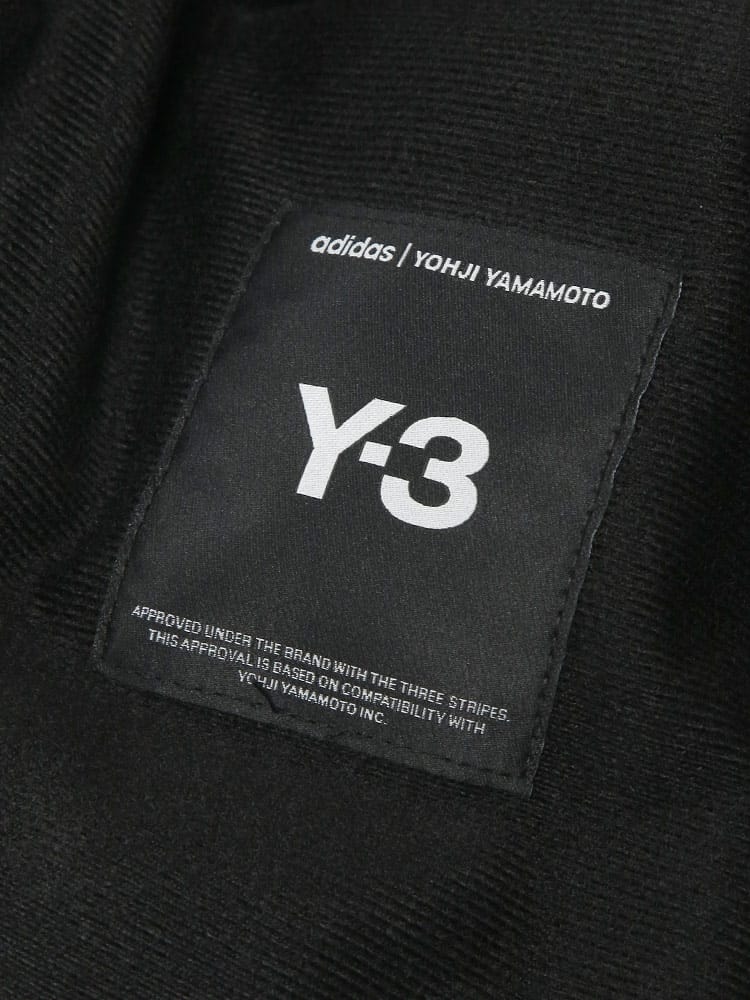 adidas | YOHJI YAMAMOTO
Y-3
APPROVED UNDER THE BRAND WITH THE THREE STRIPES.
THIS APPROVAL IS BASED ON COMPATIBILITY WITH
YOHJI YAMAMOTO INC.